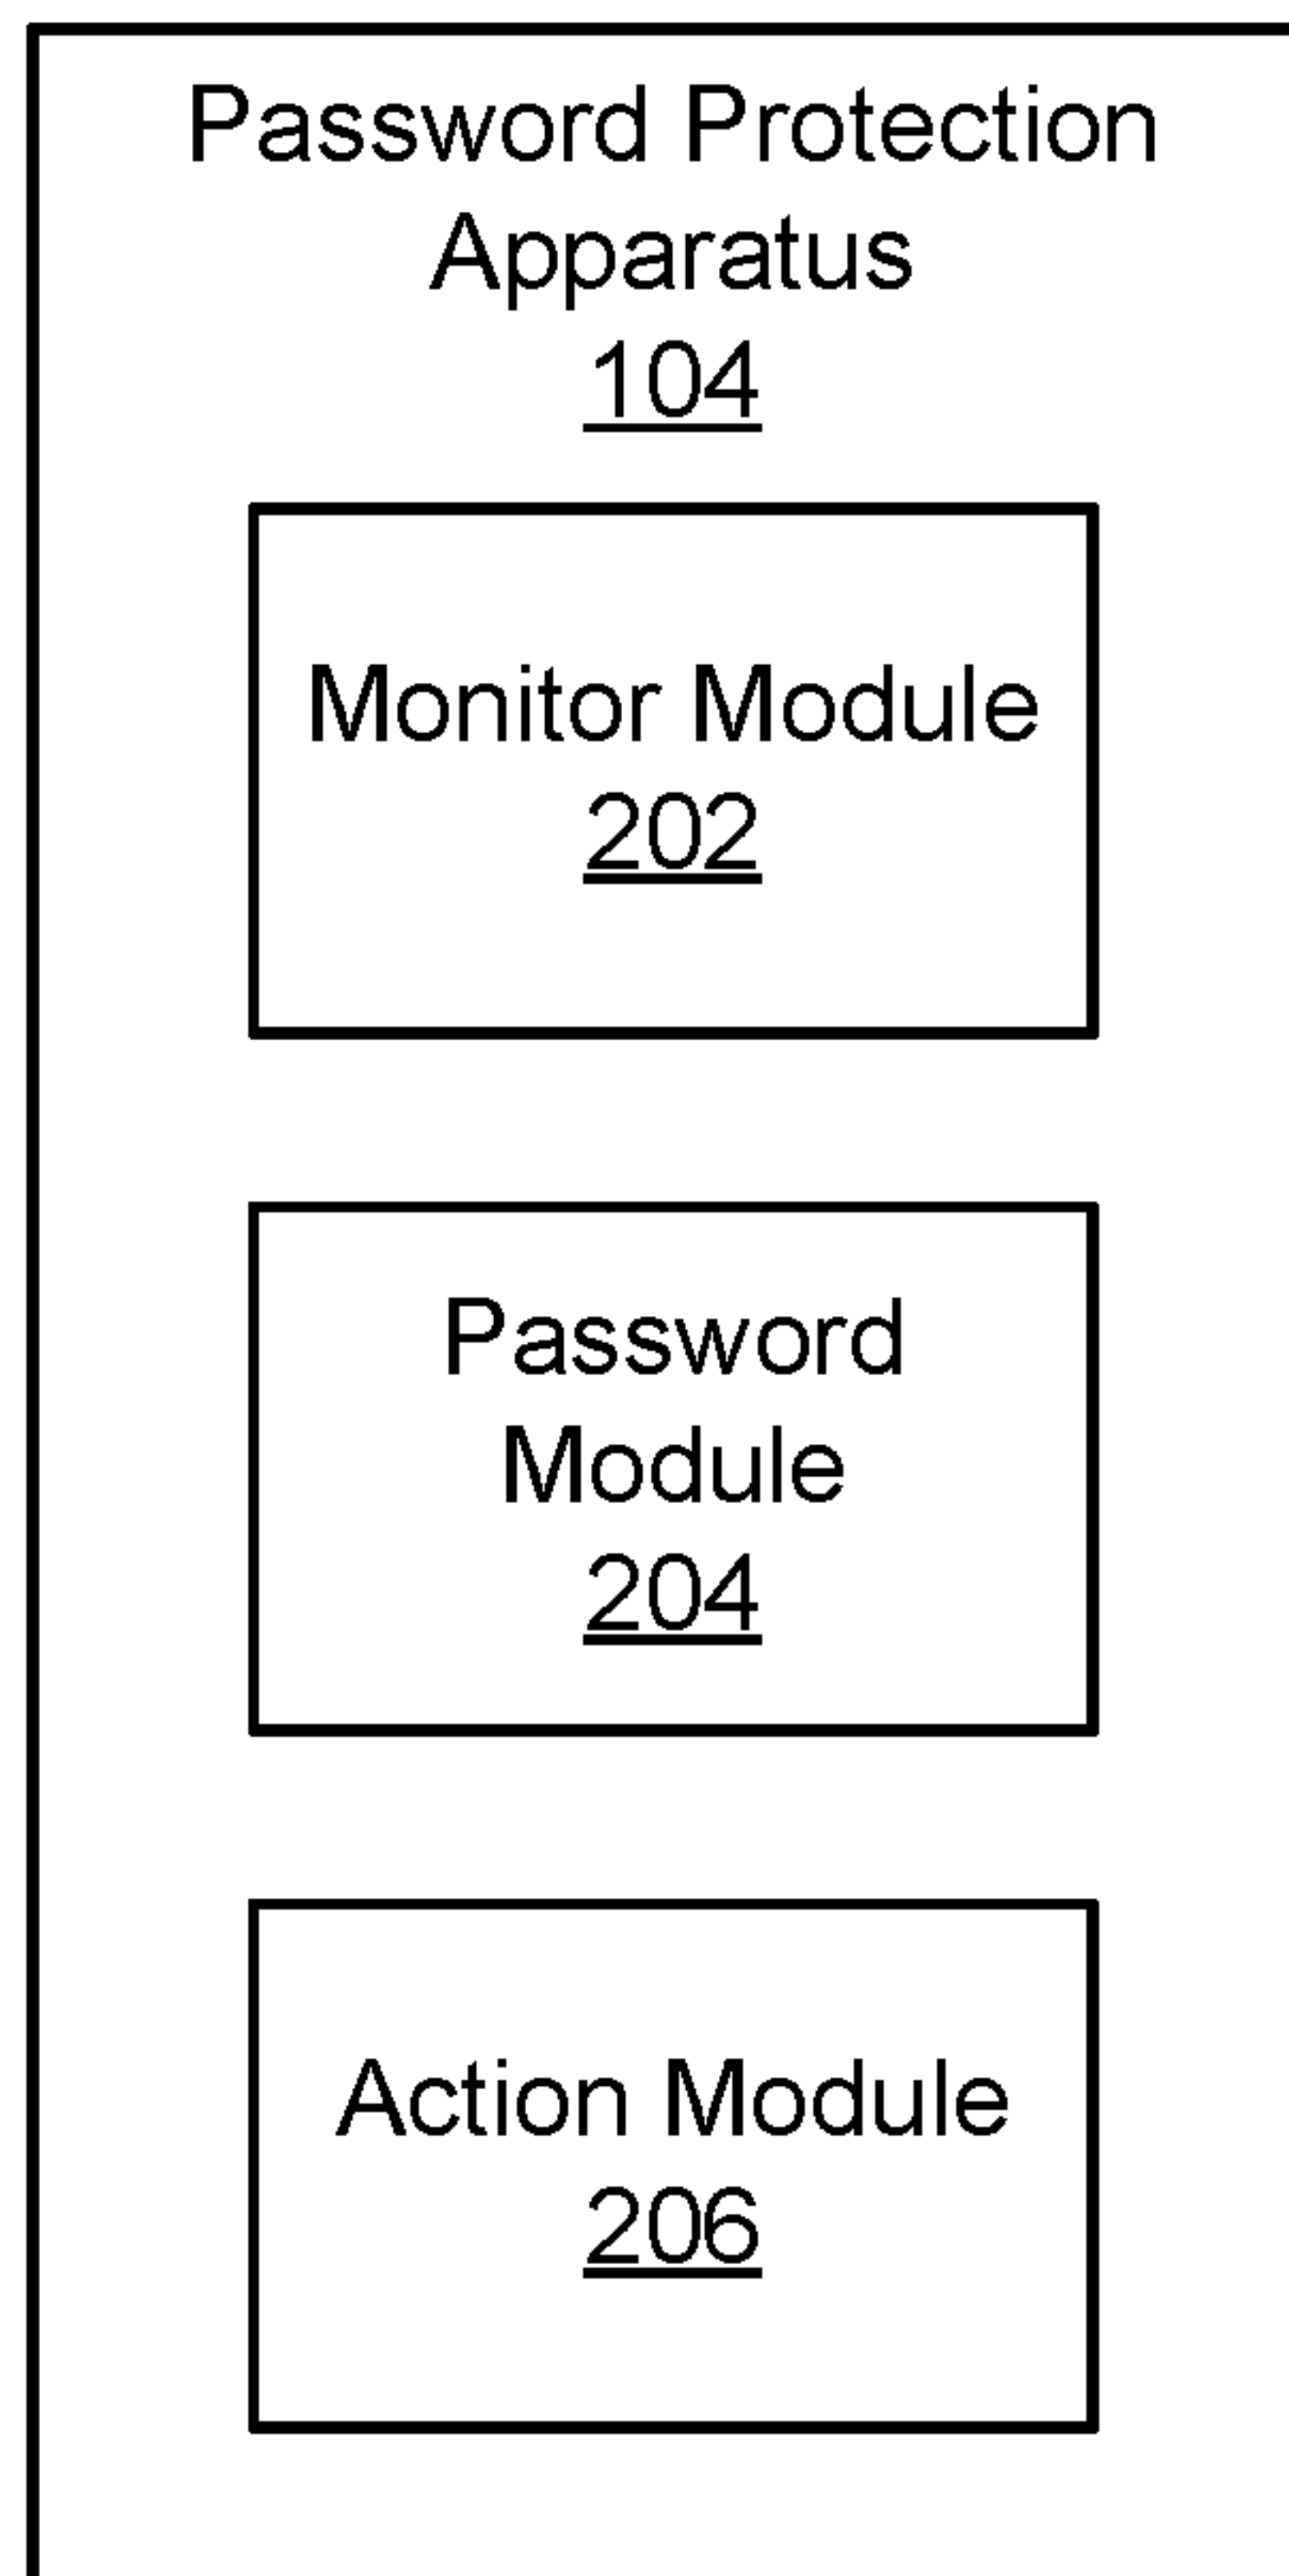 Password Protection
Apparatus
104
Monitor Module
202
Password
Module
204
Action Module
206